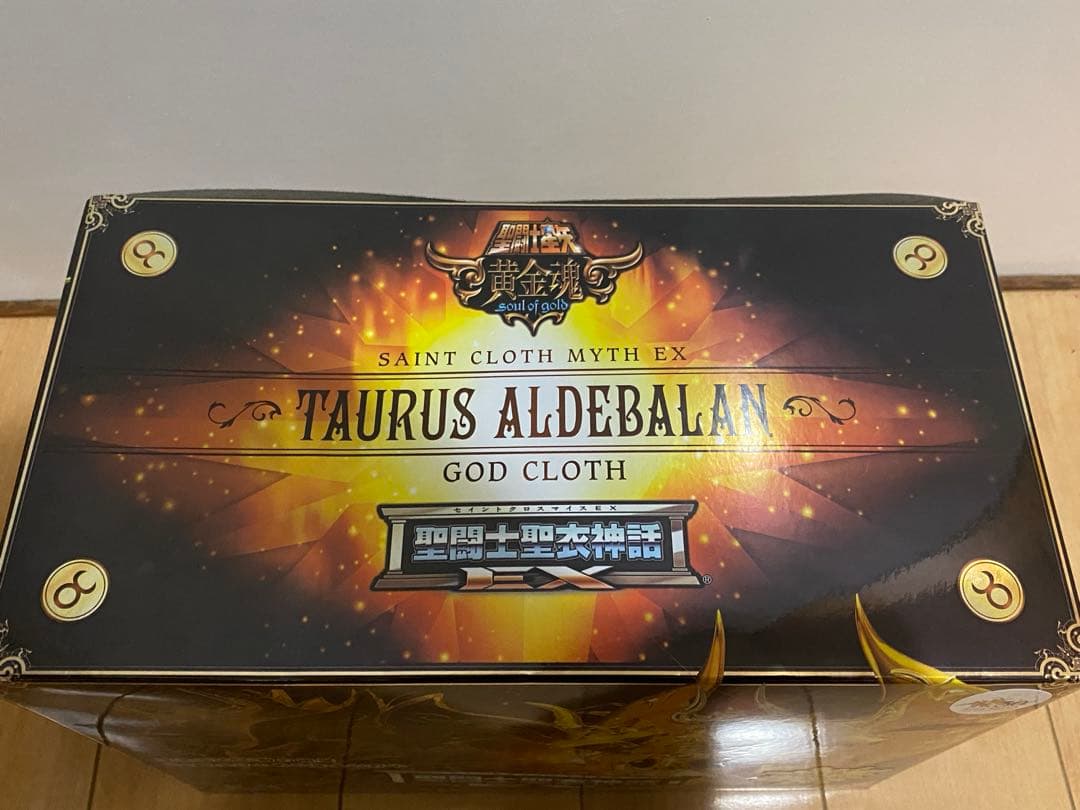 聖闘士星矢
黄金魂
soul of gold
SAINT CLOTH MYTH EX
TAURUS ALDEBALAN
GOD CLOTH
セイントクロスマイスEX
聖闘士聖衣神話
EX
®